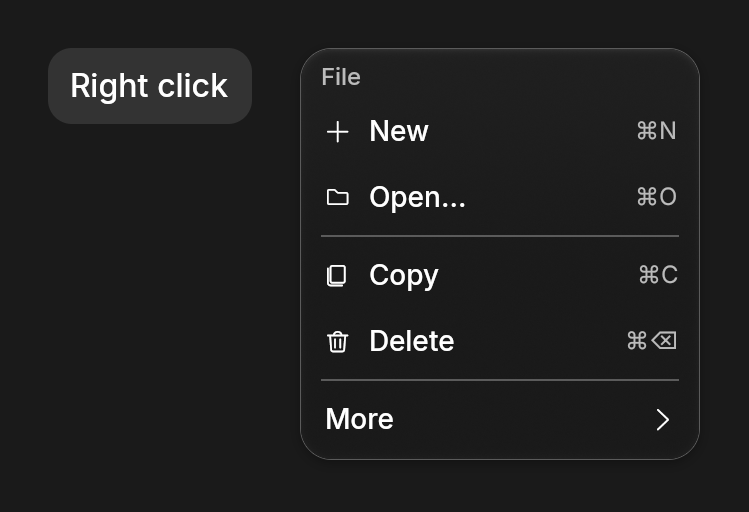 Right click
File
New ⌘N
Open... ⌘O
Copy ⌘C
Delete ⌘⌫
More